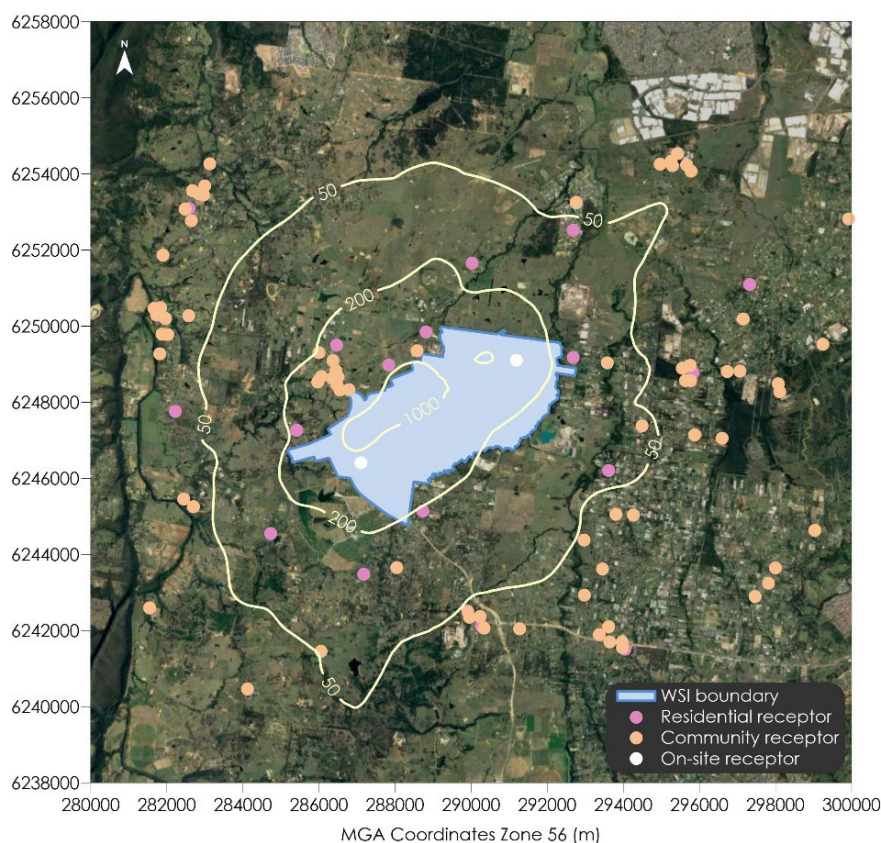 6258000
N
6256000
6254000
50
50
6252000
200
6250000
6248000
1000
50
50
6246000
200
6244000
6242000
50
6240000
WSI boundary
Residential receptor
Community receptor
On-site receptor
6238000
280000 282000 284000 286000 288000 290000 292000 294000 296000 298000 300000
MGA Coordinates Zone 56 (m)